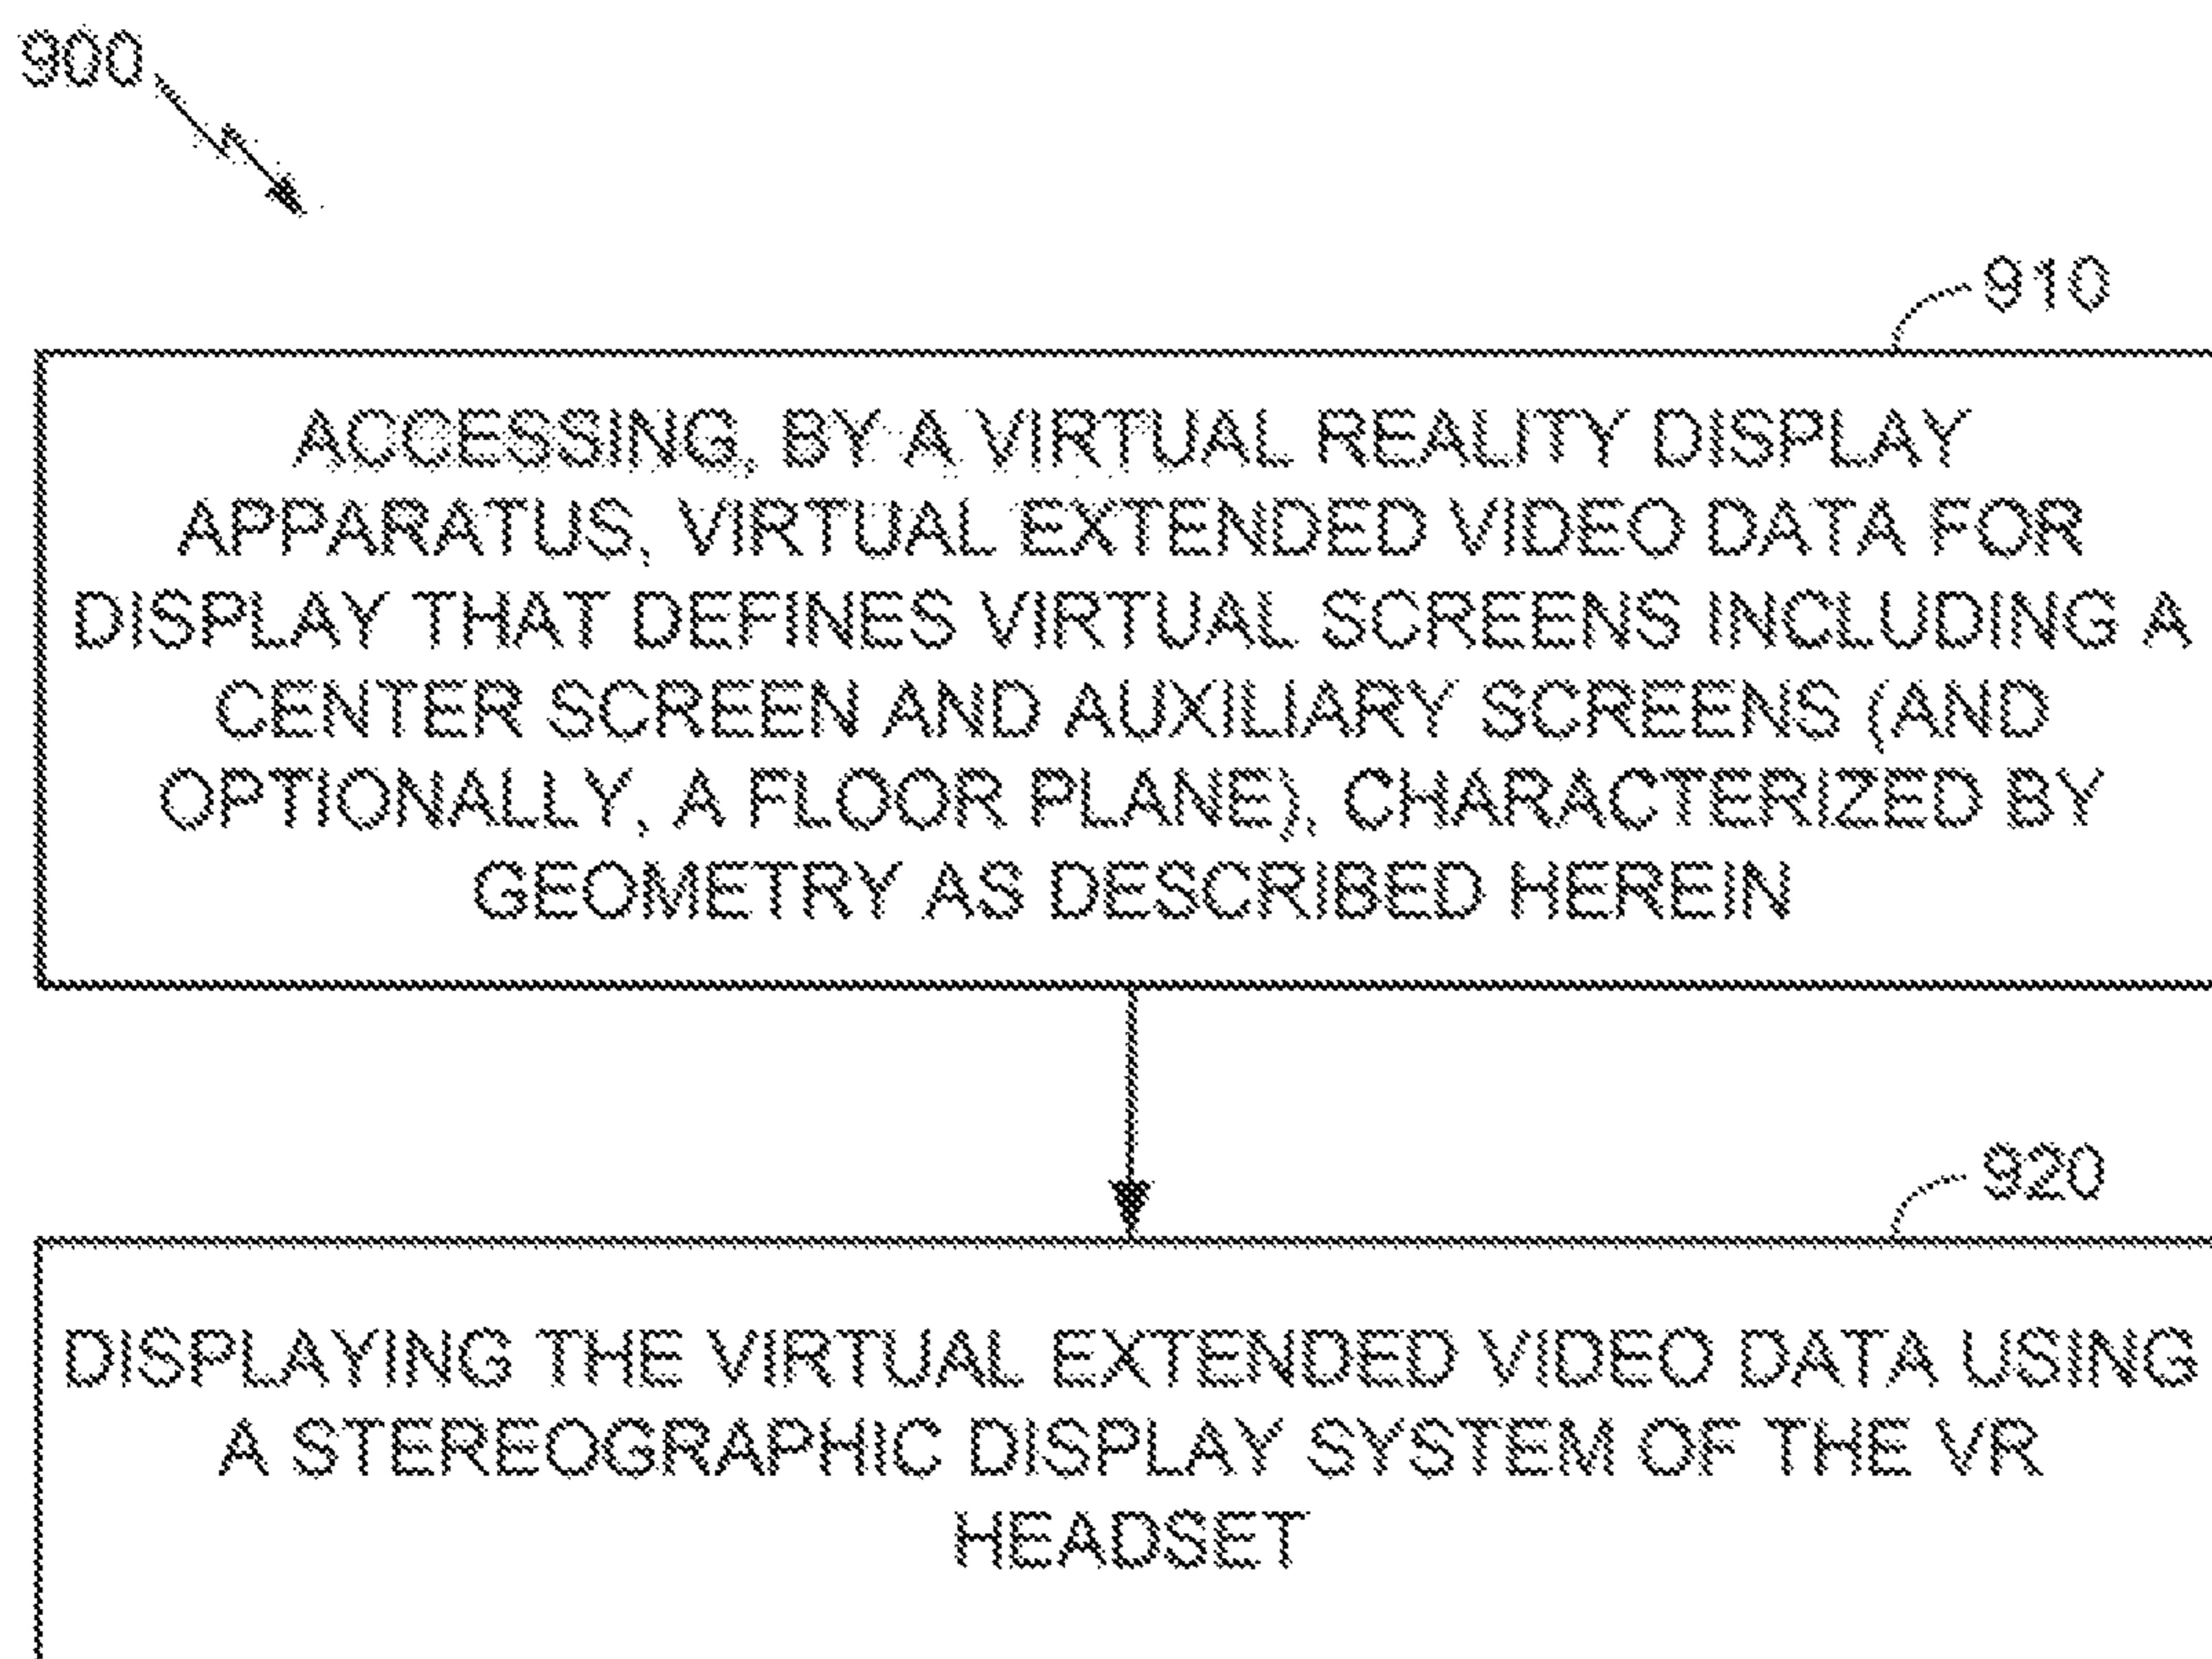 900
910
ACCESSING, BY A VIRTUAL REALITY DISPLAY
APPARATUS, VIRTUAL EXTENDED VIDEO DATA FOR
DISPLAY THAT DEFINES VIRTUAL SCREENS INCLUDING A
CENTER SCREEN AND AUXILIARY SCREENS (AND
OPTIONALLY, A FLOOR PLANE), CHARACTERIZED BY
GEOMETRY AS DESCRIBED HEREIN
920
DISPLAYING THE VIRTUAL EXTENDED VIDEO DATA USING
A STEREOGRAPHIC DISPLAY SYSTEM OF THE VR
HEADSET